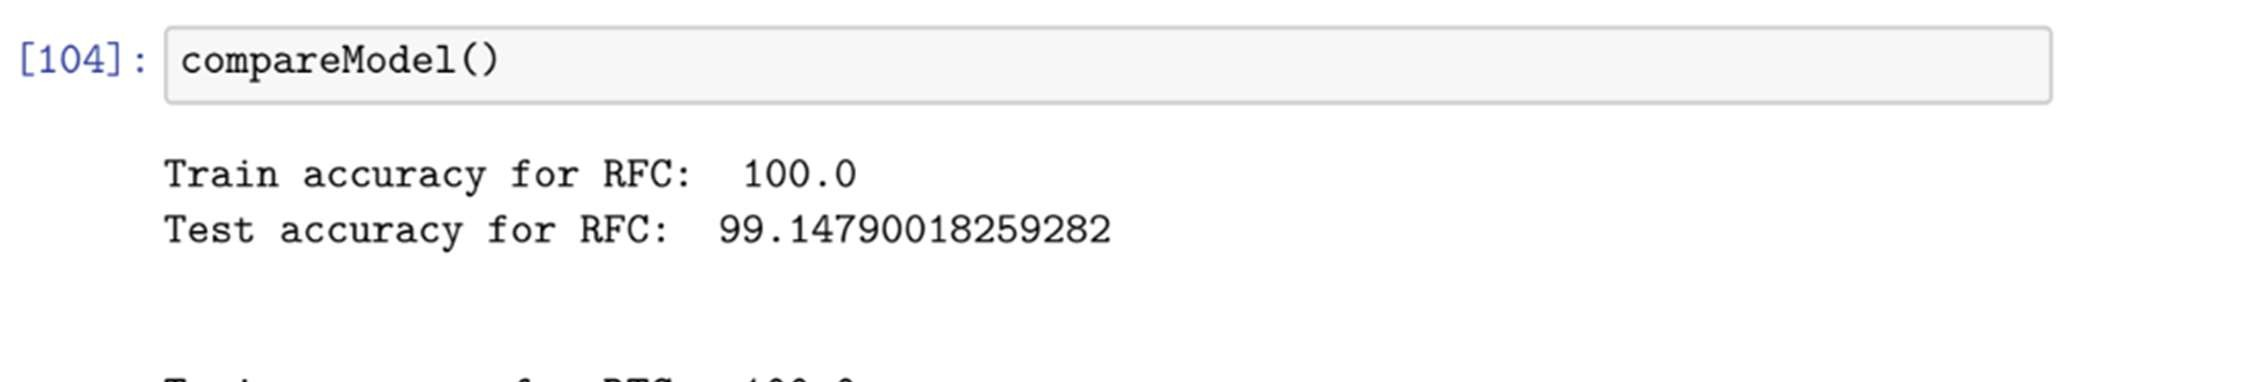 [104]: compareModel()
Train accuracy for RFC: 100.0
Test accuracy for RFC: 99.14790018259282